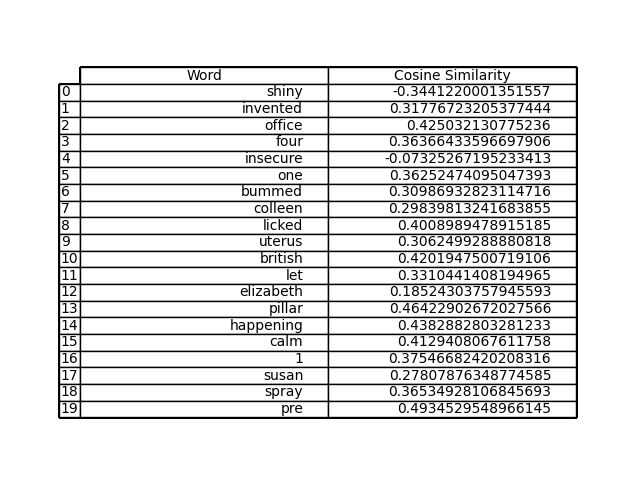 Word Cosine Similarity
0 shiny -0.3441220001351557
1 invented 0.31776723205377444
2 office 0.425032130775236
3 four 0.36366433596697906
4 insecure -0.07325267195233413
5 one 0.36252474095047393
6 bummed 0.30986932823114716
7 colleen 0.29839813241683855
8 licked 0.4008989478915185
9 uterus 0.3062499288880818
10 british 0.4201947500719106
11 let 0.3310441408194965
12 elizabeth 0.18524303757945593
13 pillar 0.46422902672027566
14 happening 0.4382882803281233
15 calm 0.4129408067611758
16 1 0.37546682420208316
17 susan 0.27807876348774585
18 spray 0.36534928106845693
19 pre 0.4934529548966145